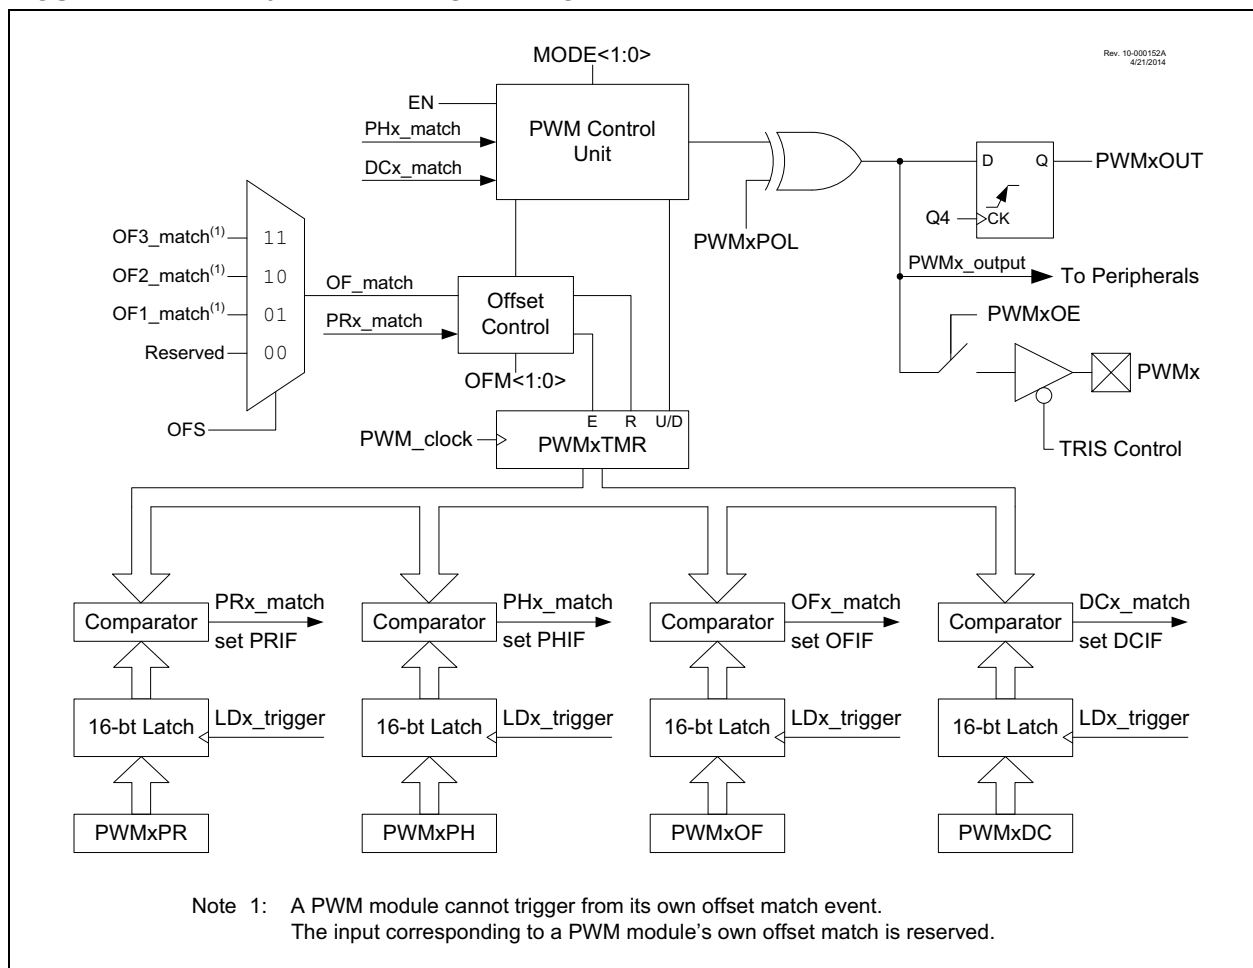 Rev. 10-000152A
4/21/2014
MODE<1:0>
EN
PHx_match
DCx_match
PWM Control
Unit
D
Q
PWMxOUT
Q4
CK
PWMxPOL
OF3_match(1)
11
OF2_match(1)
10
OF1_match(1)
01
Reserved
00
OFS
OF_match
PRx_match
Offset
Control
OFM<1:0>
PWMx_output
To Peripherals
PWMxOE
PWMx
TRIS Control
E
R
U/D
PWM_clock
PWMxTMR
Comparator
PRx_match
set PRIF
Comparator
PHx_match
set PHIF
Comparator
OFx_match
set OFIF
Comparator
DCx_match
set DCIF
16-bt Latch
LDx_trigger
16-bt Latch
LDx_trigger
16-bt Latch
LDx_trigger
16-bt Latch
LDx_trigger
PWMxPR
PWMxPH
PWMxOF
PWMxDC
Note 1: A PWM module cannot trigger from its own offset match event.
The input corresponding to a PWM module's own offset match is reserved.